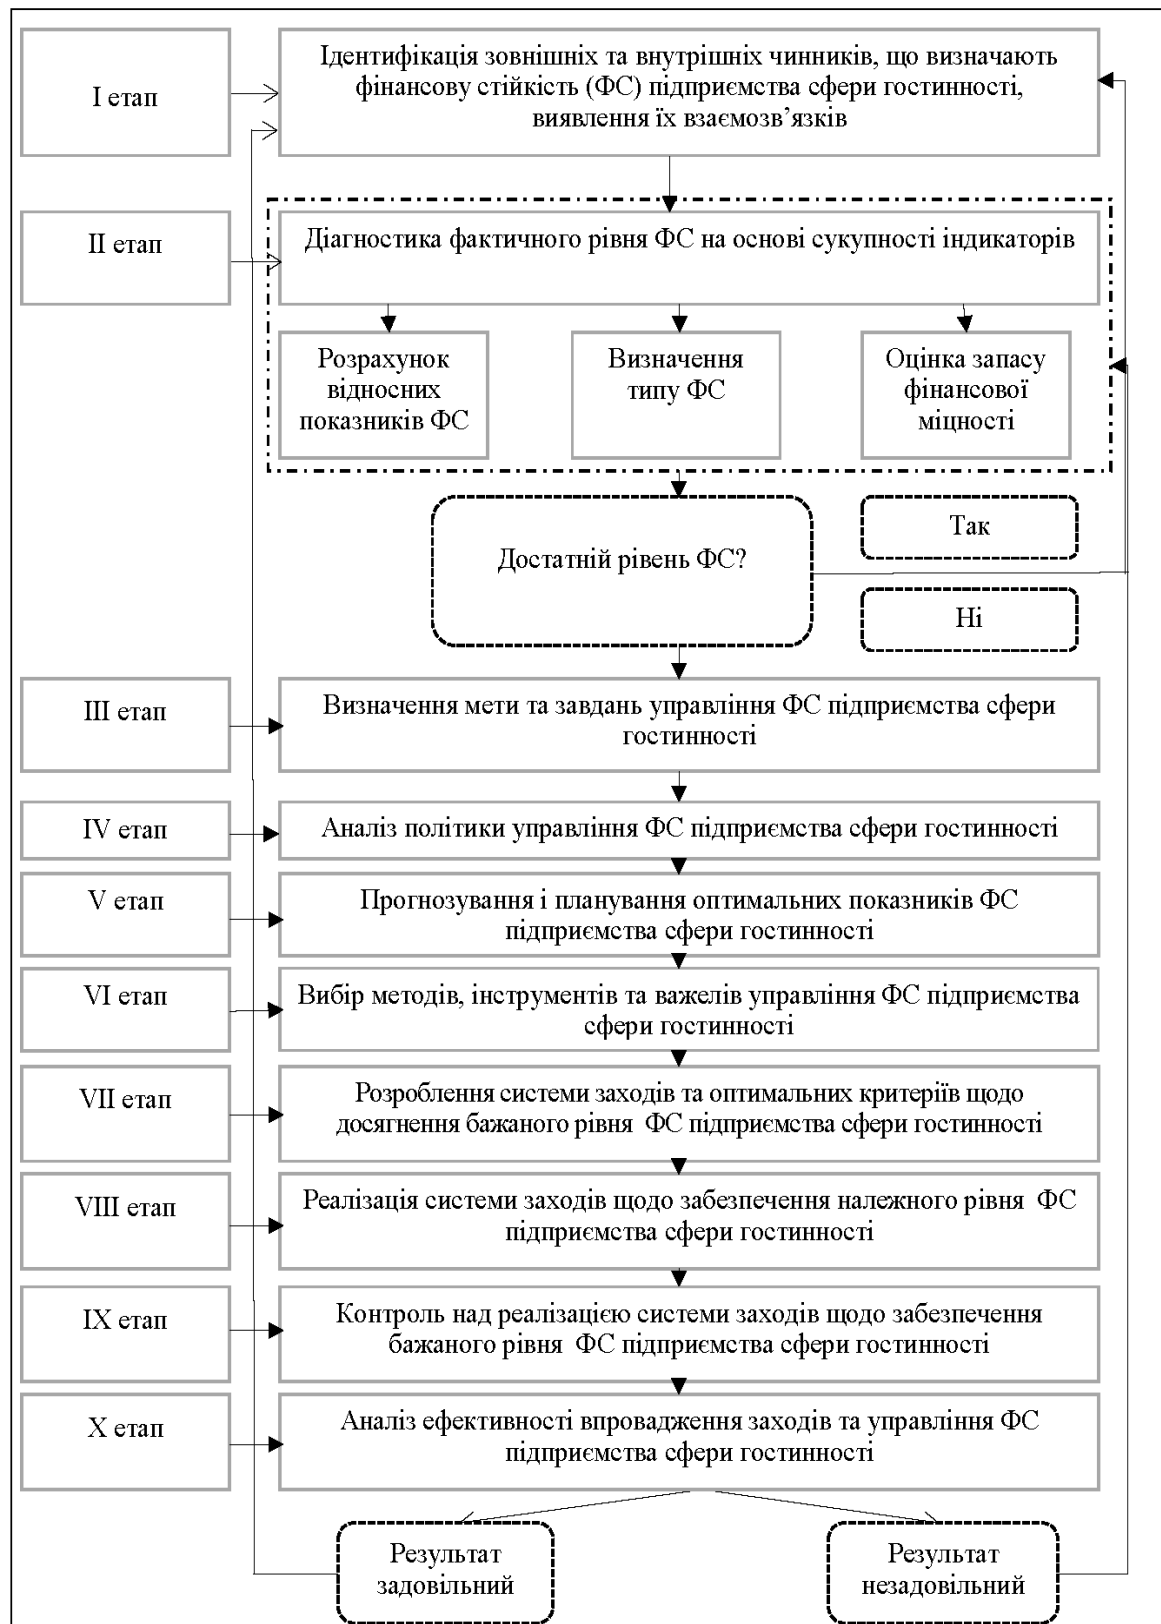 І етап
Ідентифікація зовнішніх та внутрішніх чинників, що визначають
фінансову стійкість (ФС) підприємства сфери гостинності,
виявлення їх взаємозв’язків
ІІ етап
Діагностика фактичного рівня ФС на основі сукупності індикаторів
Розрахунок
відносних
показників ФС
Визначення
типу ФС
Оцінка запасу
фінансової
міцності
Достатній рівень ФС?
Так
Ні
ІІІ етап
Визначення мети та завдань управління ФС підприємства сфери
гостинності
IV етап
Аналіз політики управління ФС підприємства сфери гостинності
V етап
Прогнозування і планування оптимальних показників ФС
підприємства сфери гостинності
VI етап
Вибір методів, інструментів та важелів управління ФС підприємства
сфери гостинності
VII етап
Розроблення системи заходів та оптимальних критеріїв щодо
досягнення бажаного рівня ФС підприємства сфери гостинності
VIII етап
Реалізація системи заходів щодо забезпечення належного рівня ФС
підприємства сфери гостинності
IX етап
Контроль над реалізацією системи заходів щодо забезпечення
бажаного рівня ФС підприємства сфери гостинності
X етап
Аналіз ефективності впровадження заходів та управління ФС
підприємства сфери гостинності
Результат
задовільний
Результат
незадовільний